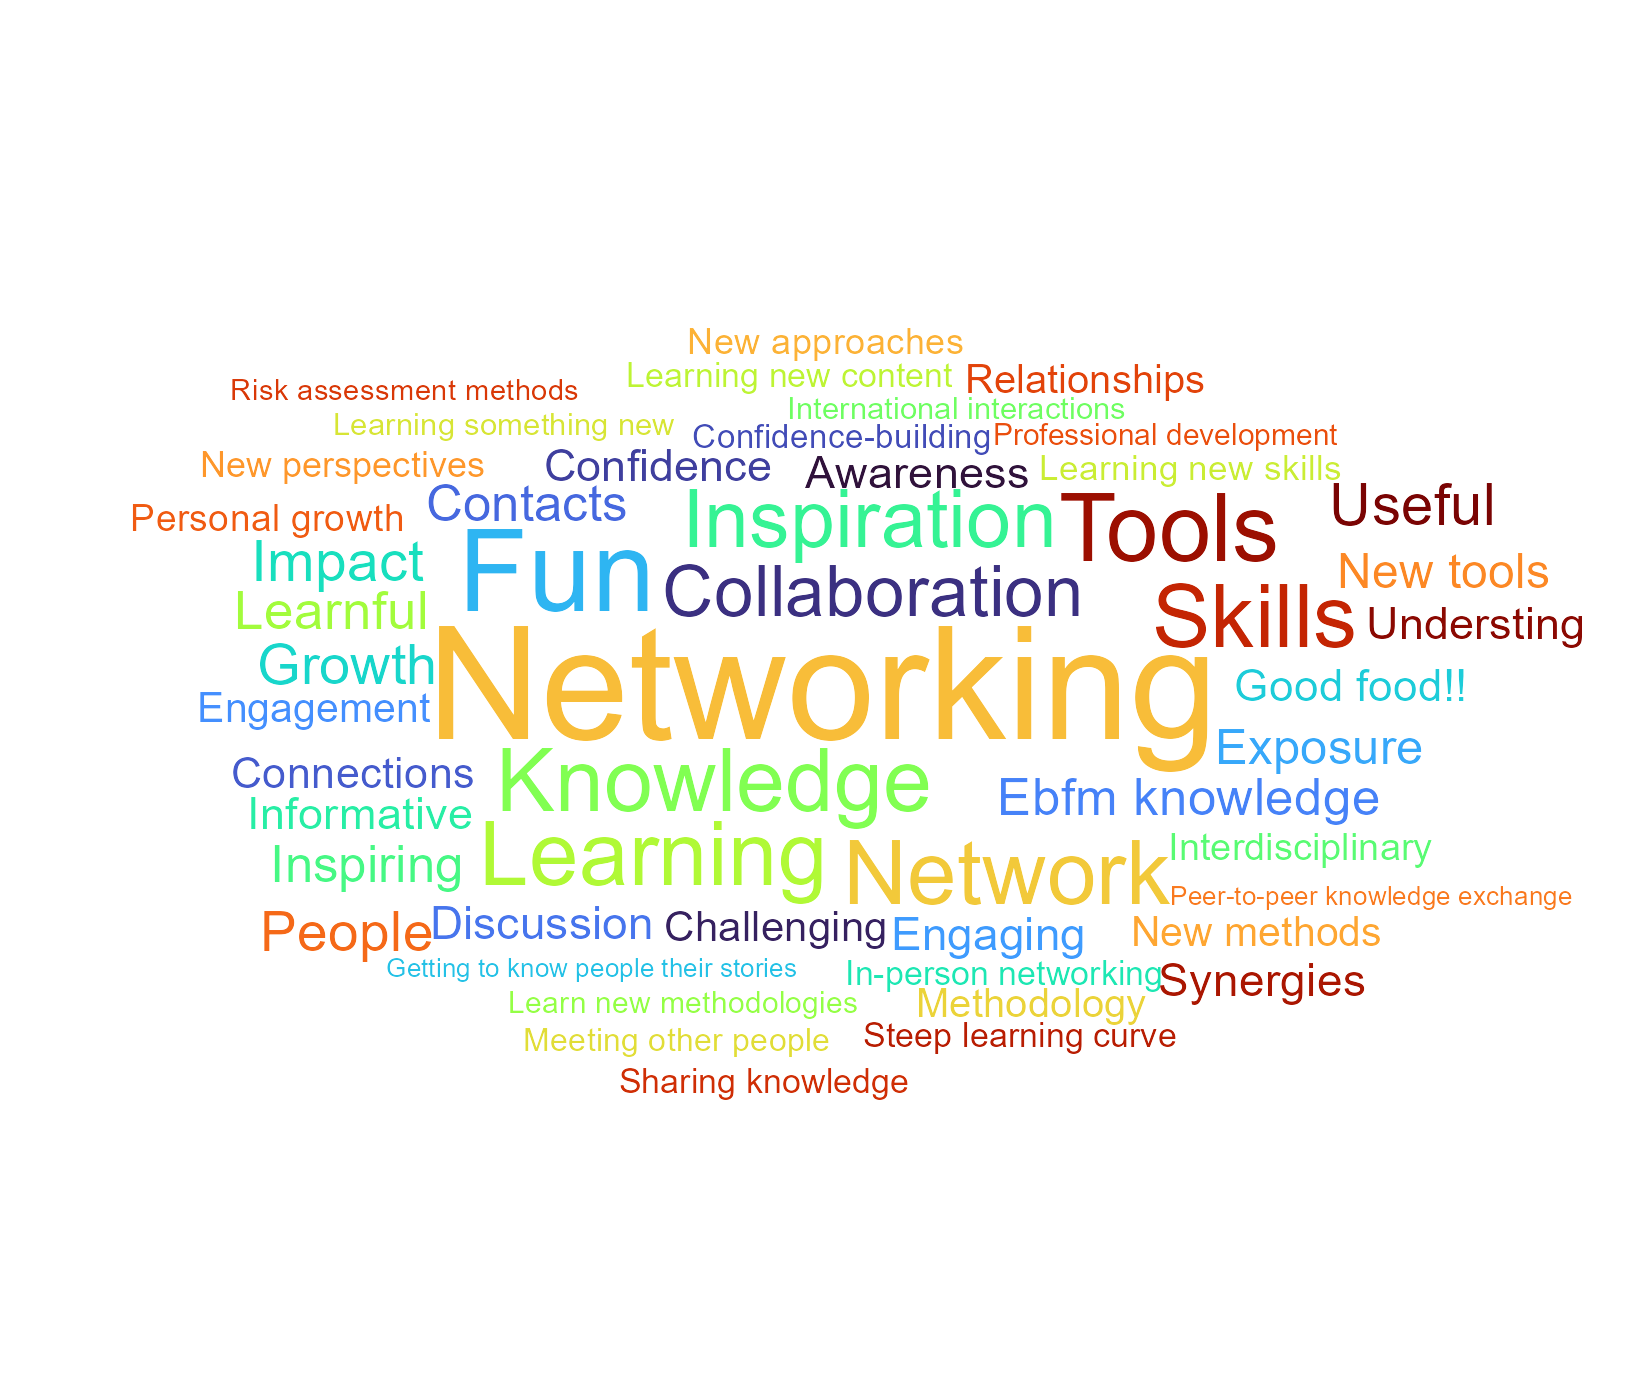 New approaches
Learning new content
Relationships
Risk assessment methods
International interactions
Learning something new
Confidence-building
Professional development
New perspectives
Confidence
Awareness
Learning new skills
Personal growth
Contacts
Inspiration
Tools
Useful
Impact
Fun
Collaboration
New tools
Learnful
Skills
Understing
Growth
Networking
Good food!!
Engagement
Exposure
Connections
Knowledge
Ebfm knowledge
Informative
Learning
Network
Interdisciplinary
Inspiring
Peer-to-peer knowledge exchange
People
Discussion
Challenging
Engaging
New methods
Getting to know people their stories
In-person networking
Synergies
Learn new methodologies
Methodology
Meeting other people
Steep learning curve
Sharing knowledge